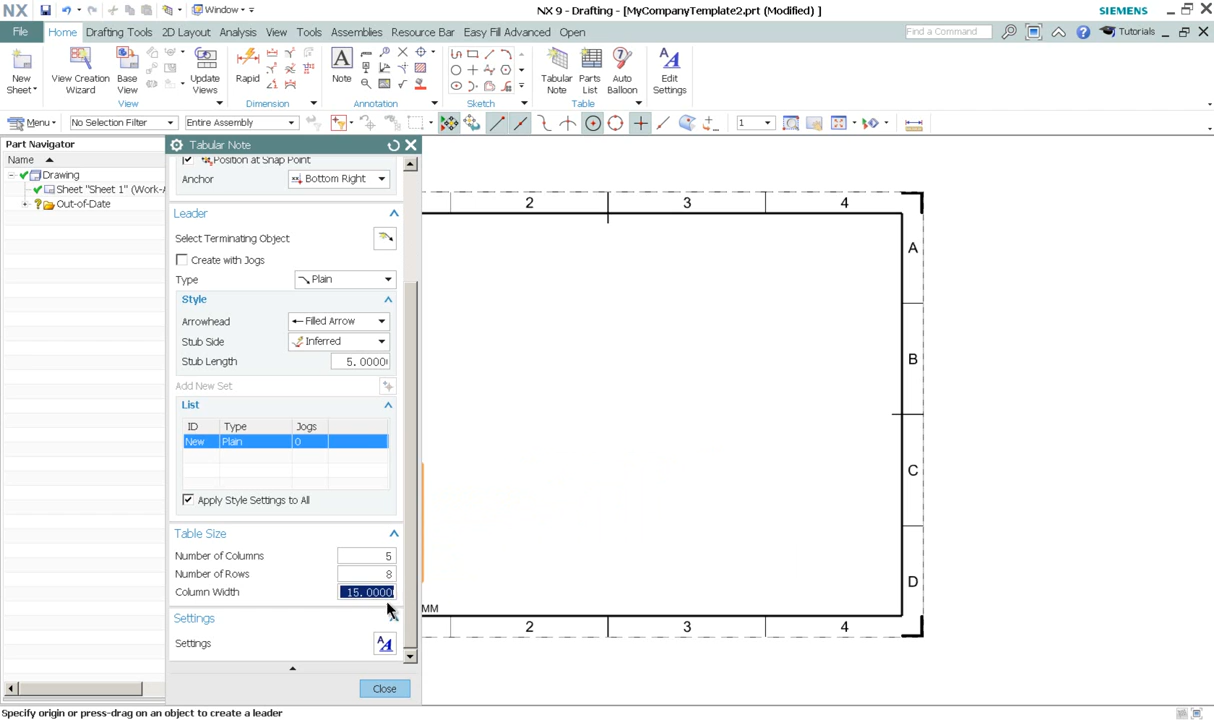 NX Window NX 9 - Drafting - [MyCompanyTemplate2.prt (Modified) ] SIEMENS
File Home Drafting Tools 2D Layout Analysis View Tools Assemblies Resource Bar Easy Fill Advanced Open Find a Command Tutorials
New Sheet View Creation Wizard Base View Update Views Rapid Note Tabular Note Parts List Auto Balloon Edit Settings
View Dimension Annotation Sketch Table
Menu No Selection Filter Entire Assembly 1
Part Navigator
Name
Drawing
Sheet "Sheet 1" (Work-A
Out-of-Date
Tabular Note
Position at Snap Point
Anchor Bottom Right
Leader
Select Terminating Object
Create with Jogs
Type Plain
Style
Arrowhead Filled Arrow
Stub Side Inferred
Stub Length 5.0000
Add New Set
List
ID Type Jogs
New Plain 0
Apply Style Settings to All
Table Size
Number of Columns 5
Number of Rows 8
Column Width 15.0000
Settings
Settings A A
Close
2 3 4
A
B
C
D
MM
2 3 4
Specify origin or press-drag on an object to create a leader